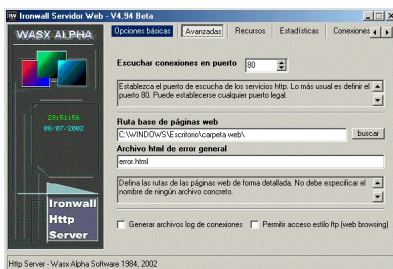 Ironwall Servidor Web - V4.94 Beta
WASX ALPHA
Opciones básicas
Avanzadas
Recursos
Estadísticas
Conexiones
Escuchar conexiones en puerto 80
Establezca el puerto de escucha de los servicios http. Lo más usual es definir el
puerto 80. Puede establecerse cualquier puerto legal.
23:51:56
08/07/2002
Ruta base de páginas web
C:\WINDOWS\Escritorio\carpeta web\
buscar
Archivo html de error general
error.html
Defina las rutas de las páginas web de forma detallada. No debe especificar el
nombre de ningún archivo concreto.
Ironwall
Http
Server
Generar archivos log de conexiones
Permitir acceso estilo ftp (web browsing)
Http Server - Wasx Alpha Software 1984, 2002